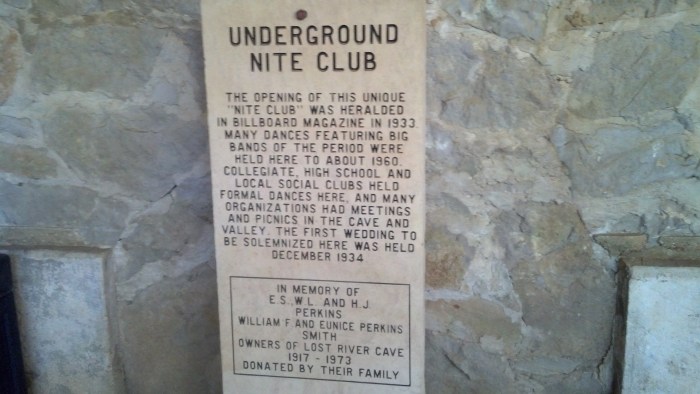 UNDERGROUND
NITE CLUB
THE OPENING OF THIS UNIQUE
"NITE CLUB" WAS HERALDED
IN BILLBOARD MAGAZINE IN 1933.
MANY DANCES FEATURING BIG
BANDS OF THE PERIOD WERE
HELD HERE TO ABOUT 1960.
COLLEGIATE, HIGH SCHOOL AND
LOCAL SOCIAL CLUBS HELD
FORMAL DANCES HERE, AND MANY
ORGANIZATIONS HAD MEETINGS
AND PICNICS IN THE CAVE AND
VALLEY. THE FIRST WEDDING TO
BE SOLEMNIZED HERE WAS HELD
DECEMBER 1934
IN MEMORY OF
E.S., W.L. AND H.J.
PERKINS
WILLIAM F. AND EUNICE PERKINS
SMITH
OWNERS OF LOST RIVER CAVE
1917 - 1973
DONATED BY THEIR FAMILY